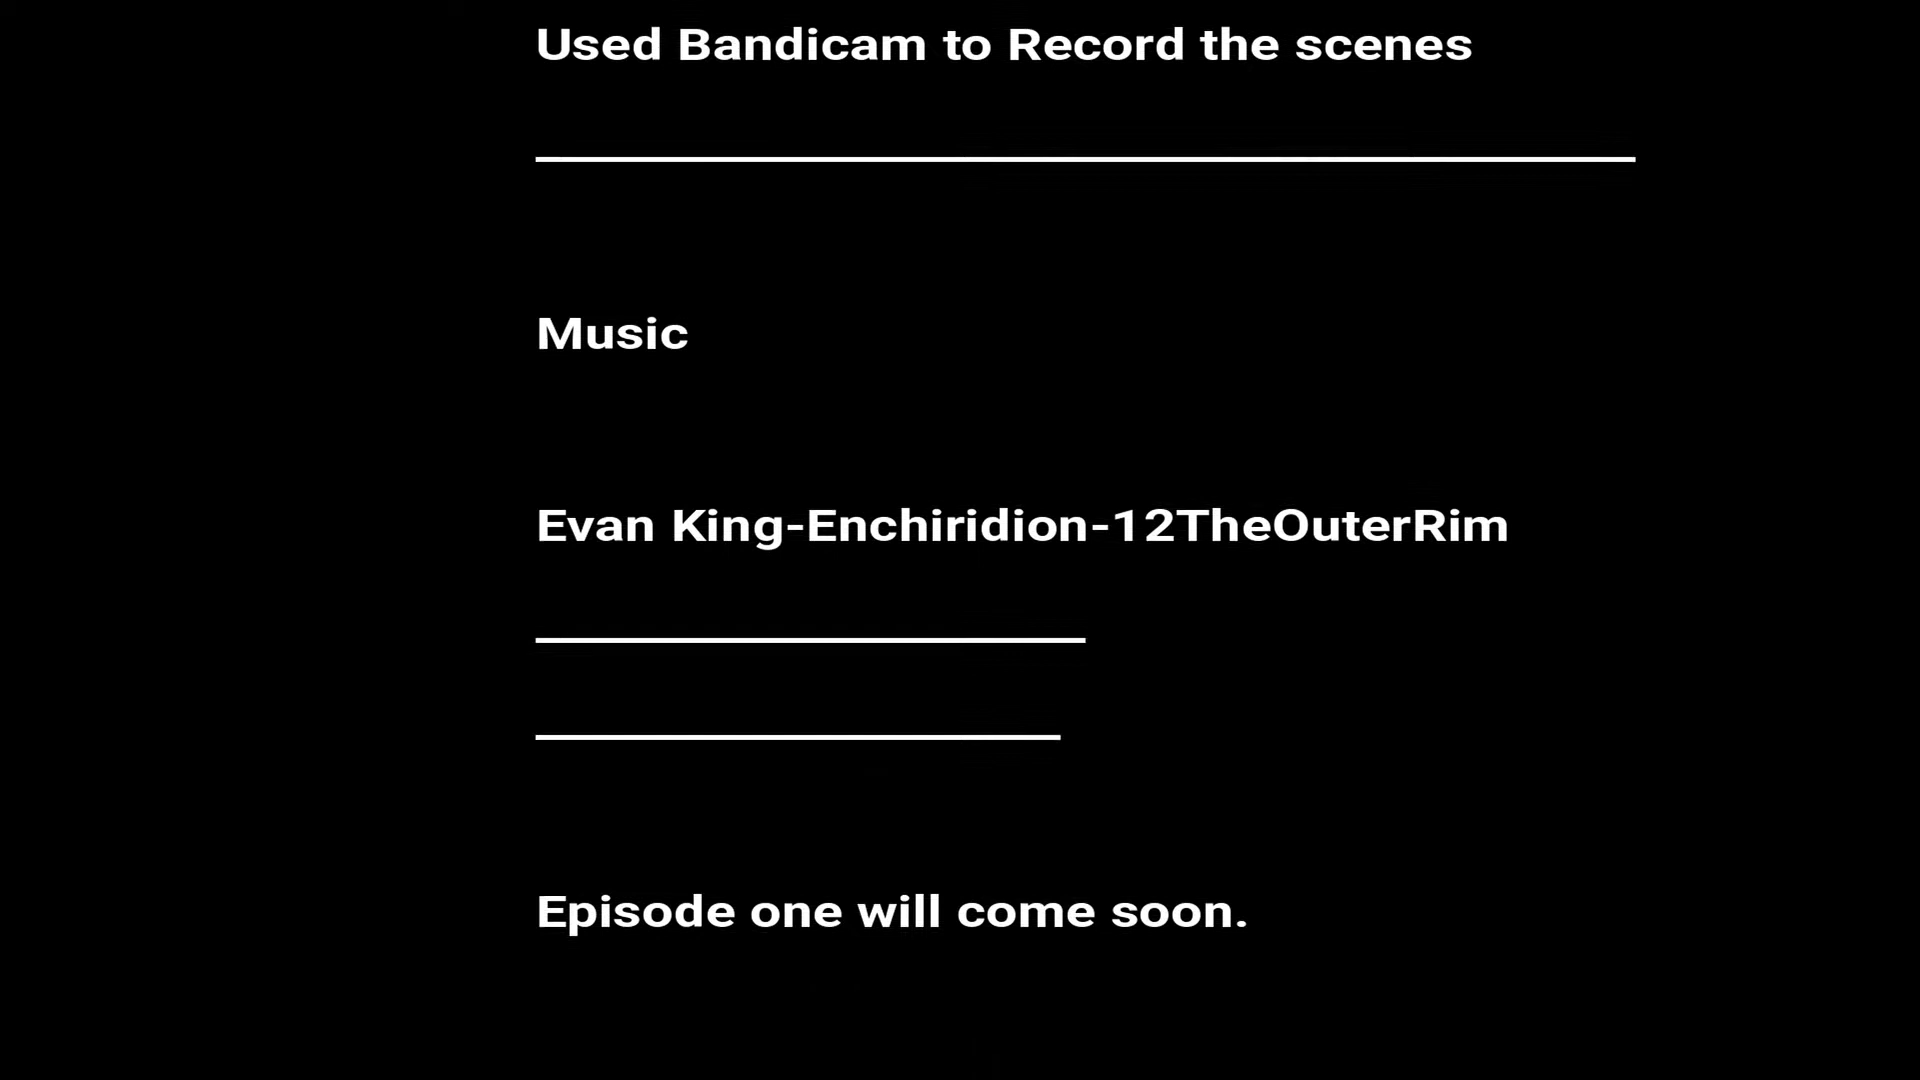 Used Bandicam to Record the scenes
Music
Evan King-Enchiridion-12TheOuterRim
Episode one will come soon.